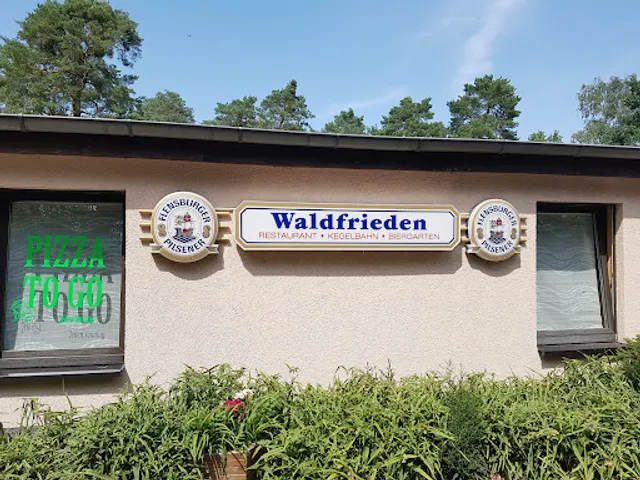 FLENSBURGER
PILSENER
Waldfrieden
RESTAURANT • KEGELBAHN • BIERGARTEN
FLENSBURGER
PILSENER
PIZZA
TO GO